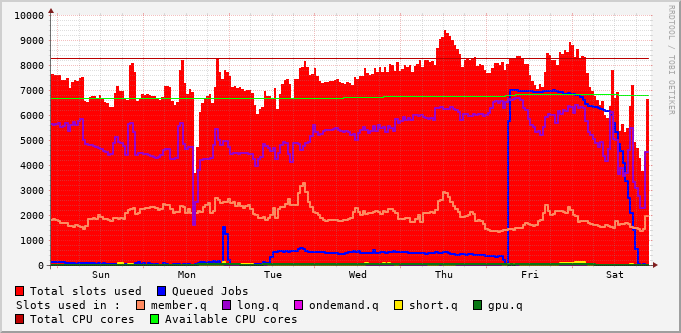 10000
9000
8000
7000
6000
5000
4000
3000
2000
1000
0
Sun Mon Tue Wed Thu Fri Sat
RRDTOOL / TOBI OETIKER
Total slots used Queued Jobs
Slots used in : member.q long.q ondemand.q short.q gpu.q
Total CPU cores Available CPU cores